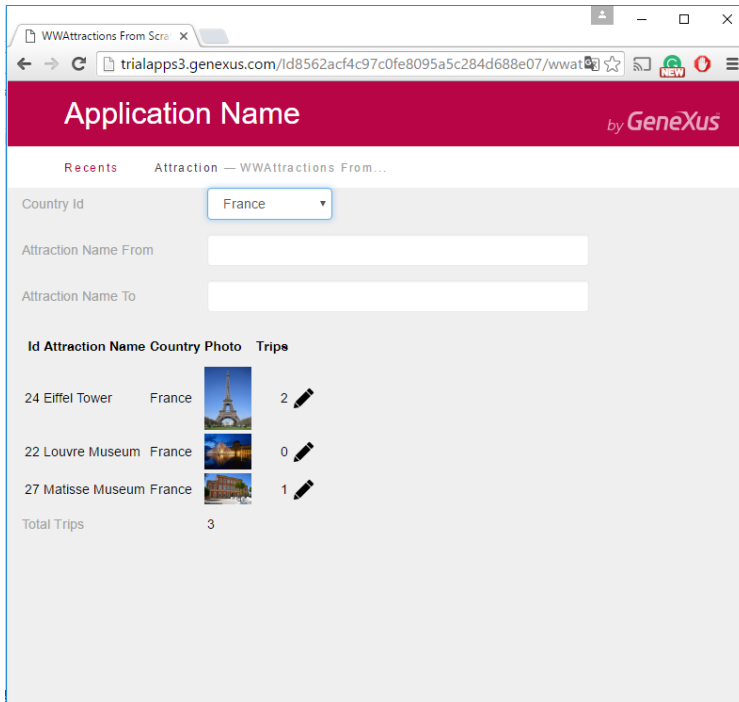 WWAttractions From Scra
trialapps3.genexus.com/Id8562acf4c97c0fe8095a5c284d688e07/wwat
NEW
Application Name
by GeneXus
Recents Attraction — WWAttractions From...
Country Id France
Attraction Name From
Attraction Name To
Id Attraction Name Country Photo Trips
24 Eiffel Tower France 2
22 Louvre Museum France 0
27 Matisse Museum France 1
Total Trips 3